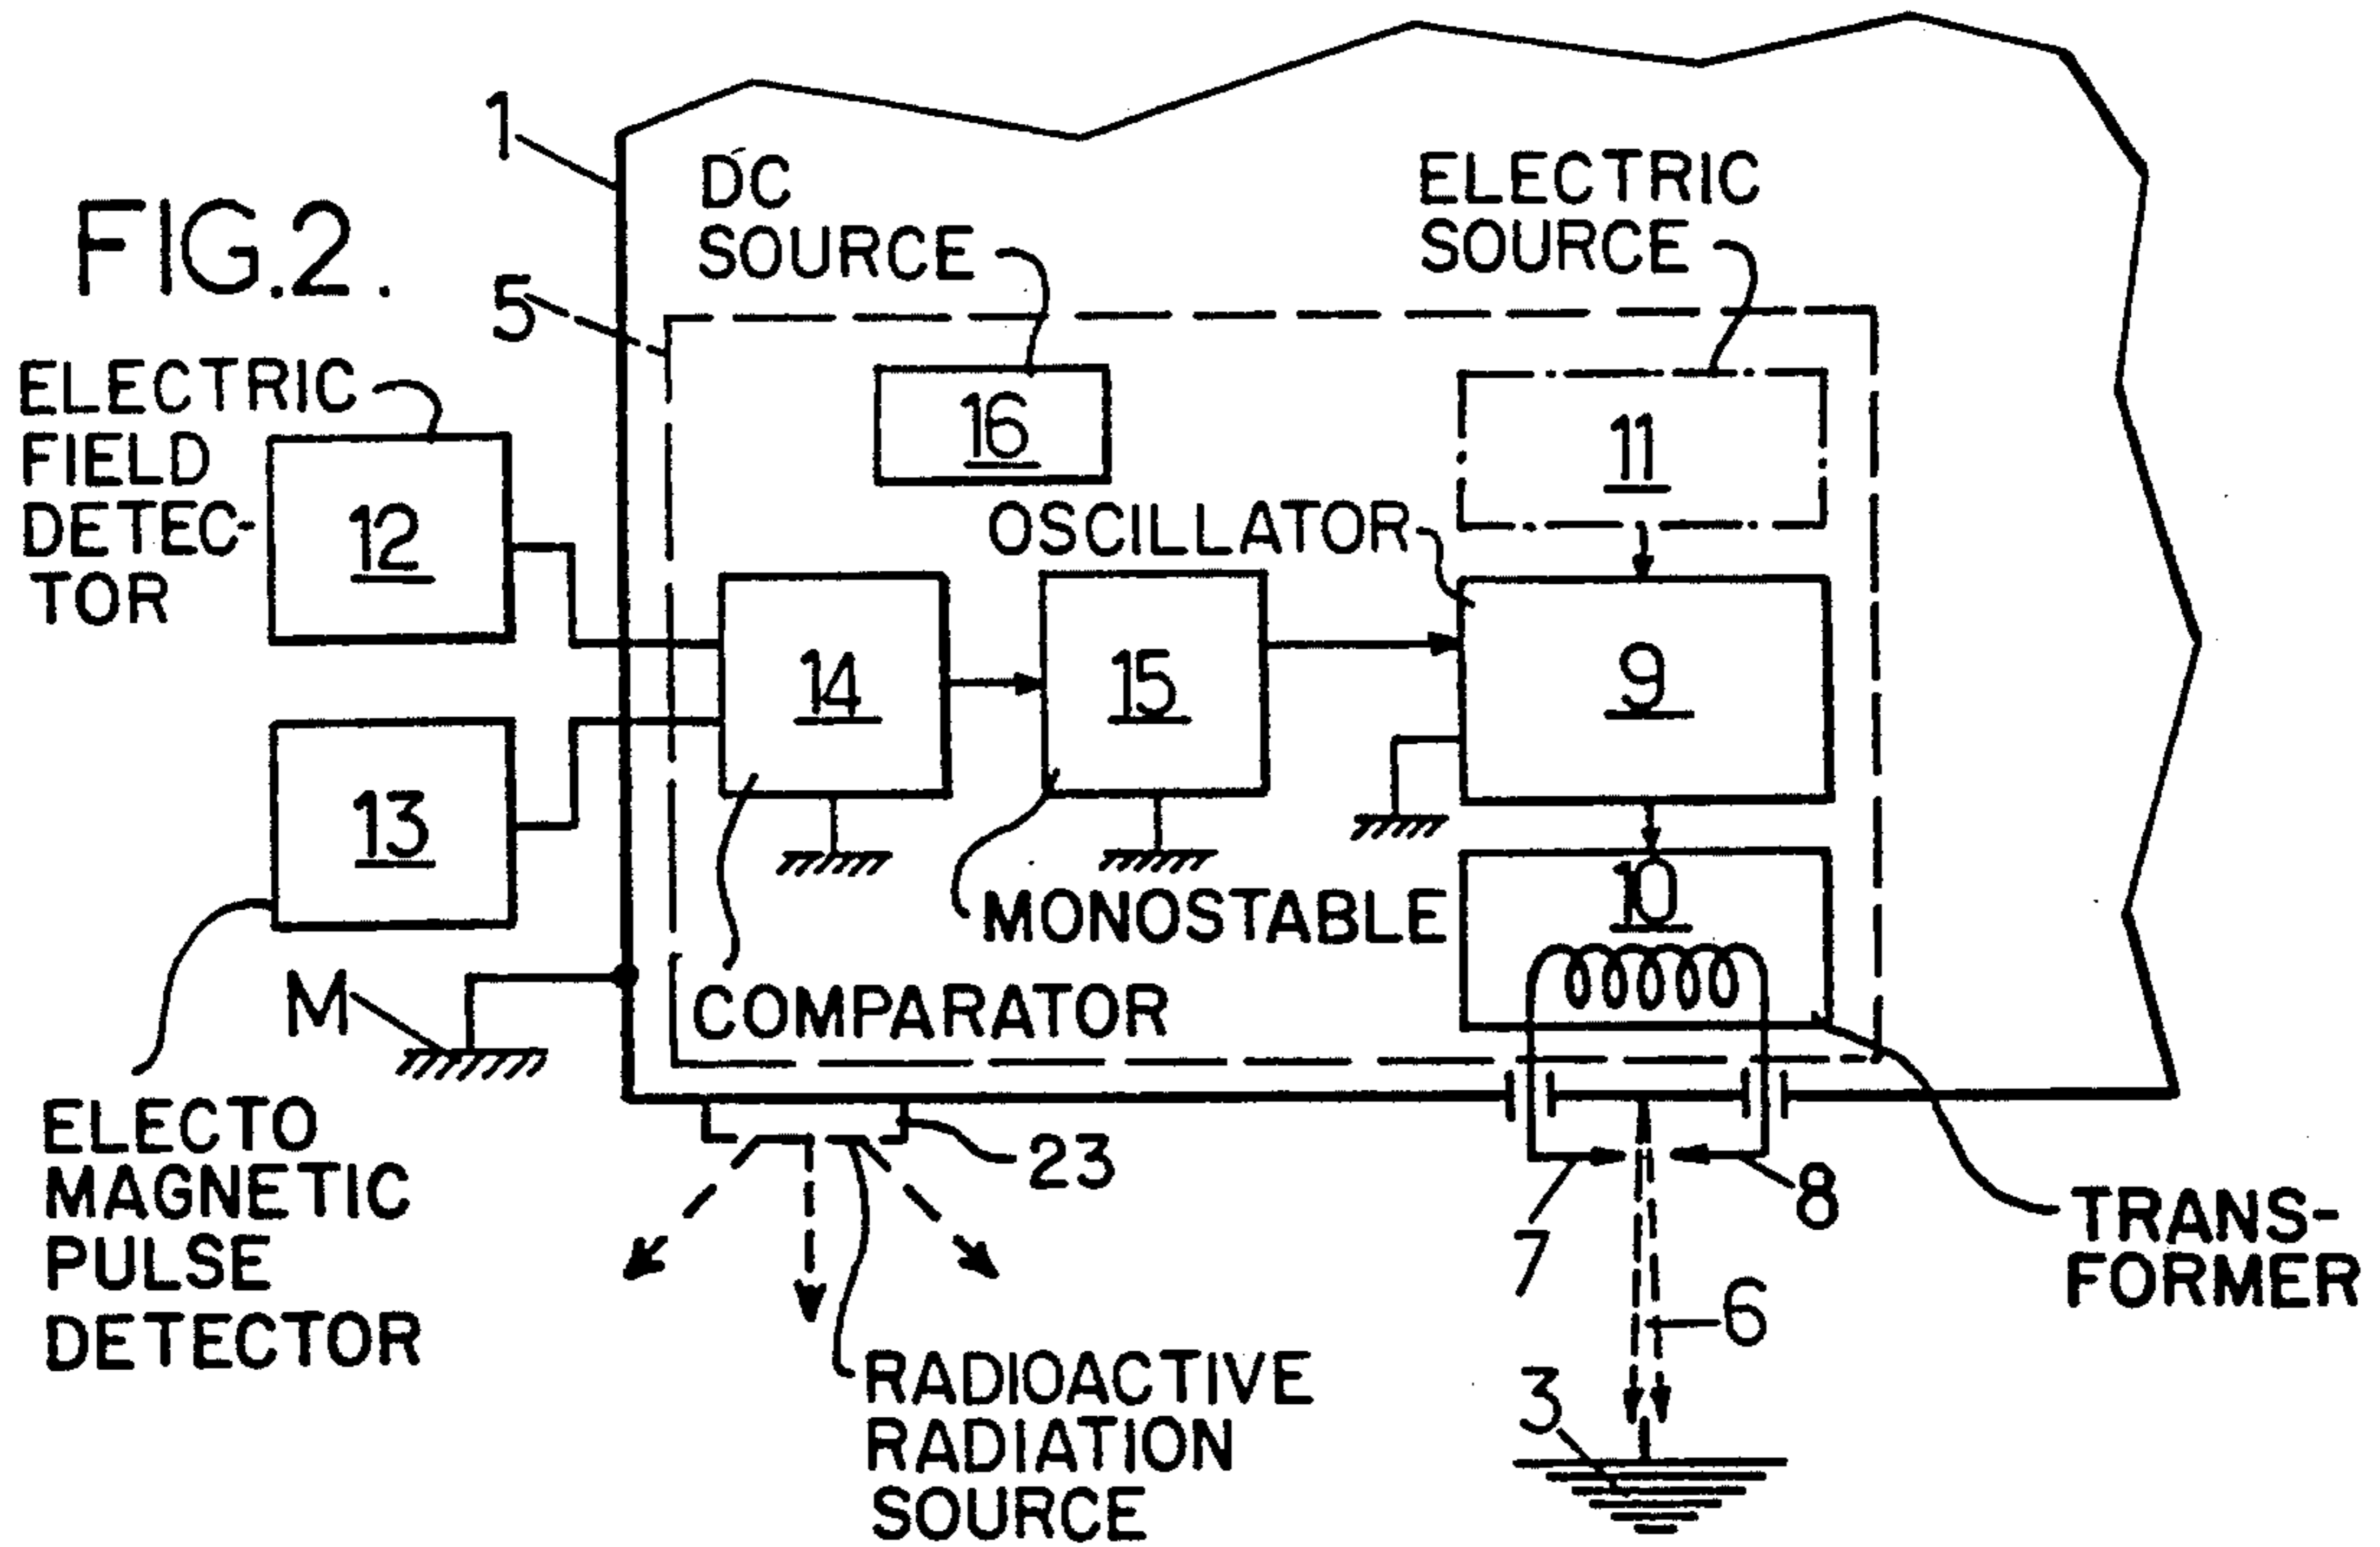 FIG.2.
1
DC
SOURCE
ELECTRIC
SOURCE
5
ELECTRIC
FIELD
DETEC-
TOR
16
11
12
OSCILLATOR
14
15
9
13
10
MONOSTABLE
M
COMPARATOR
ELECTO
MAGNETIC
PULSE
DETECTOR
23
7
8
TRANS-
FORMER
6
RADIOACTIVE
RADIATION
SOURCE
3